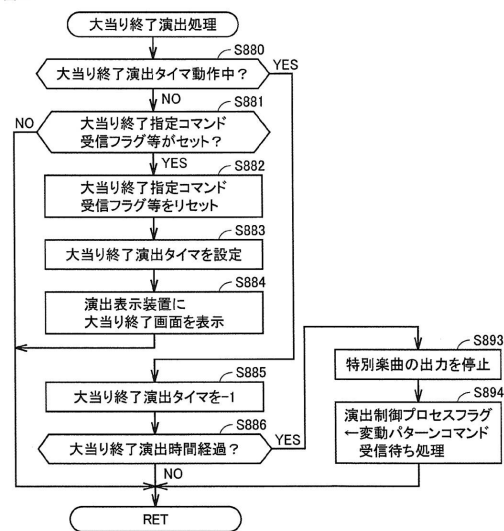 大当り終了演出処理
S880
大当り終了演出タイマ動作中？
YES
NO
S881
NO
大当り終了指定コマンド
受信フラグ等がセット？
YES
S882
大当り終了指定コマンド
受信フラグ等をリセット
S883
大当り終了演出タイマを設定
S884
演出表示装置に
大当り終了画面を表示
S885
大当り終了演出タイマを-1
S886
大当り終了演出時間経過？
YES
NO
S893
特別楽曲の出力を停止
S894
演出制御プロセスフラグ
←変動パターンコマンド
受信待ち処理
RET